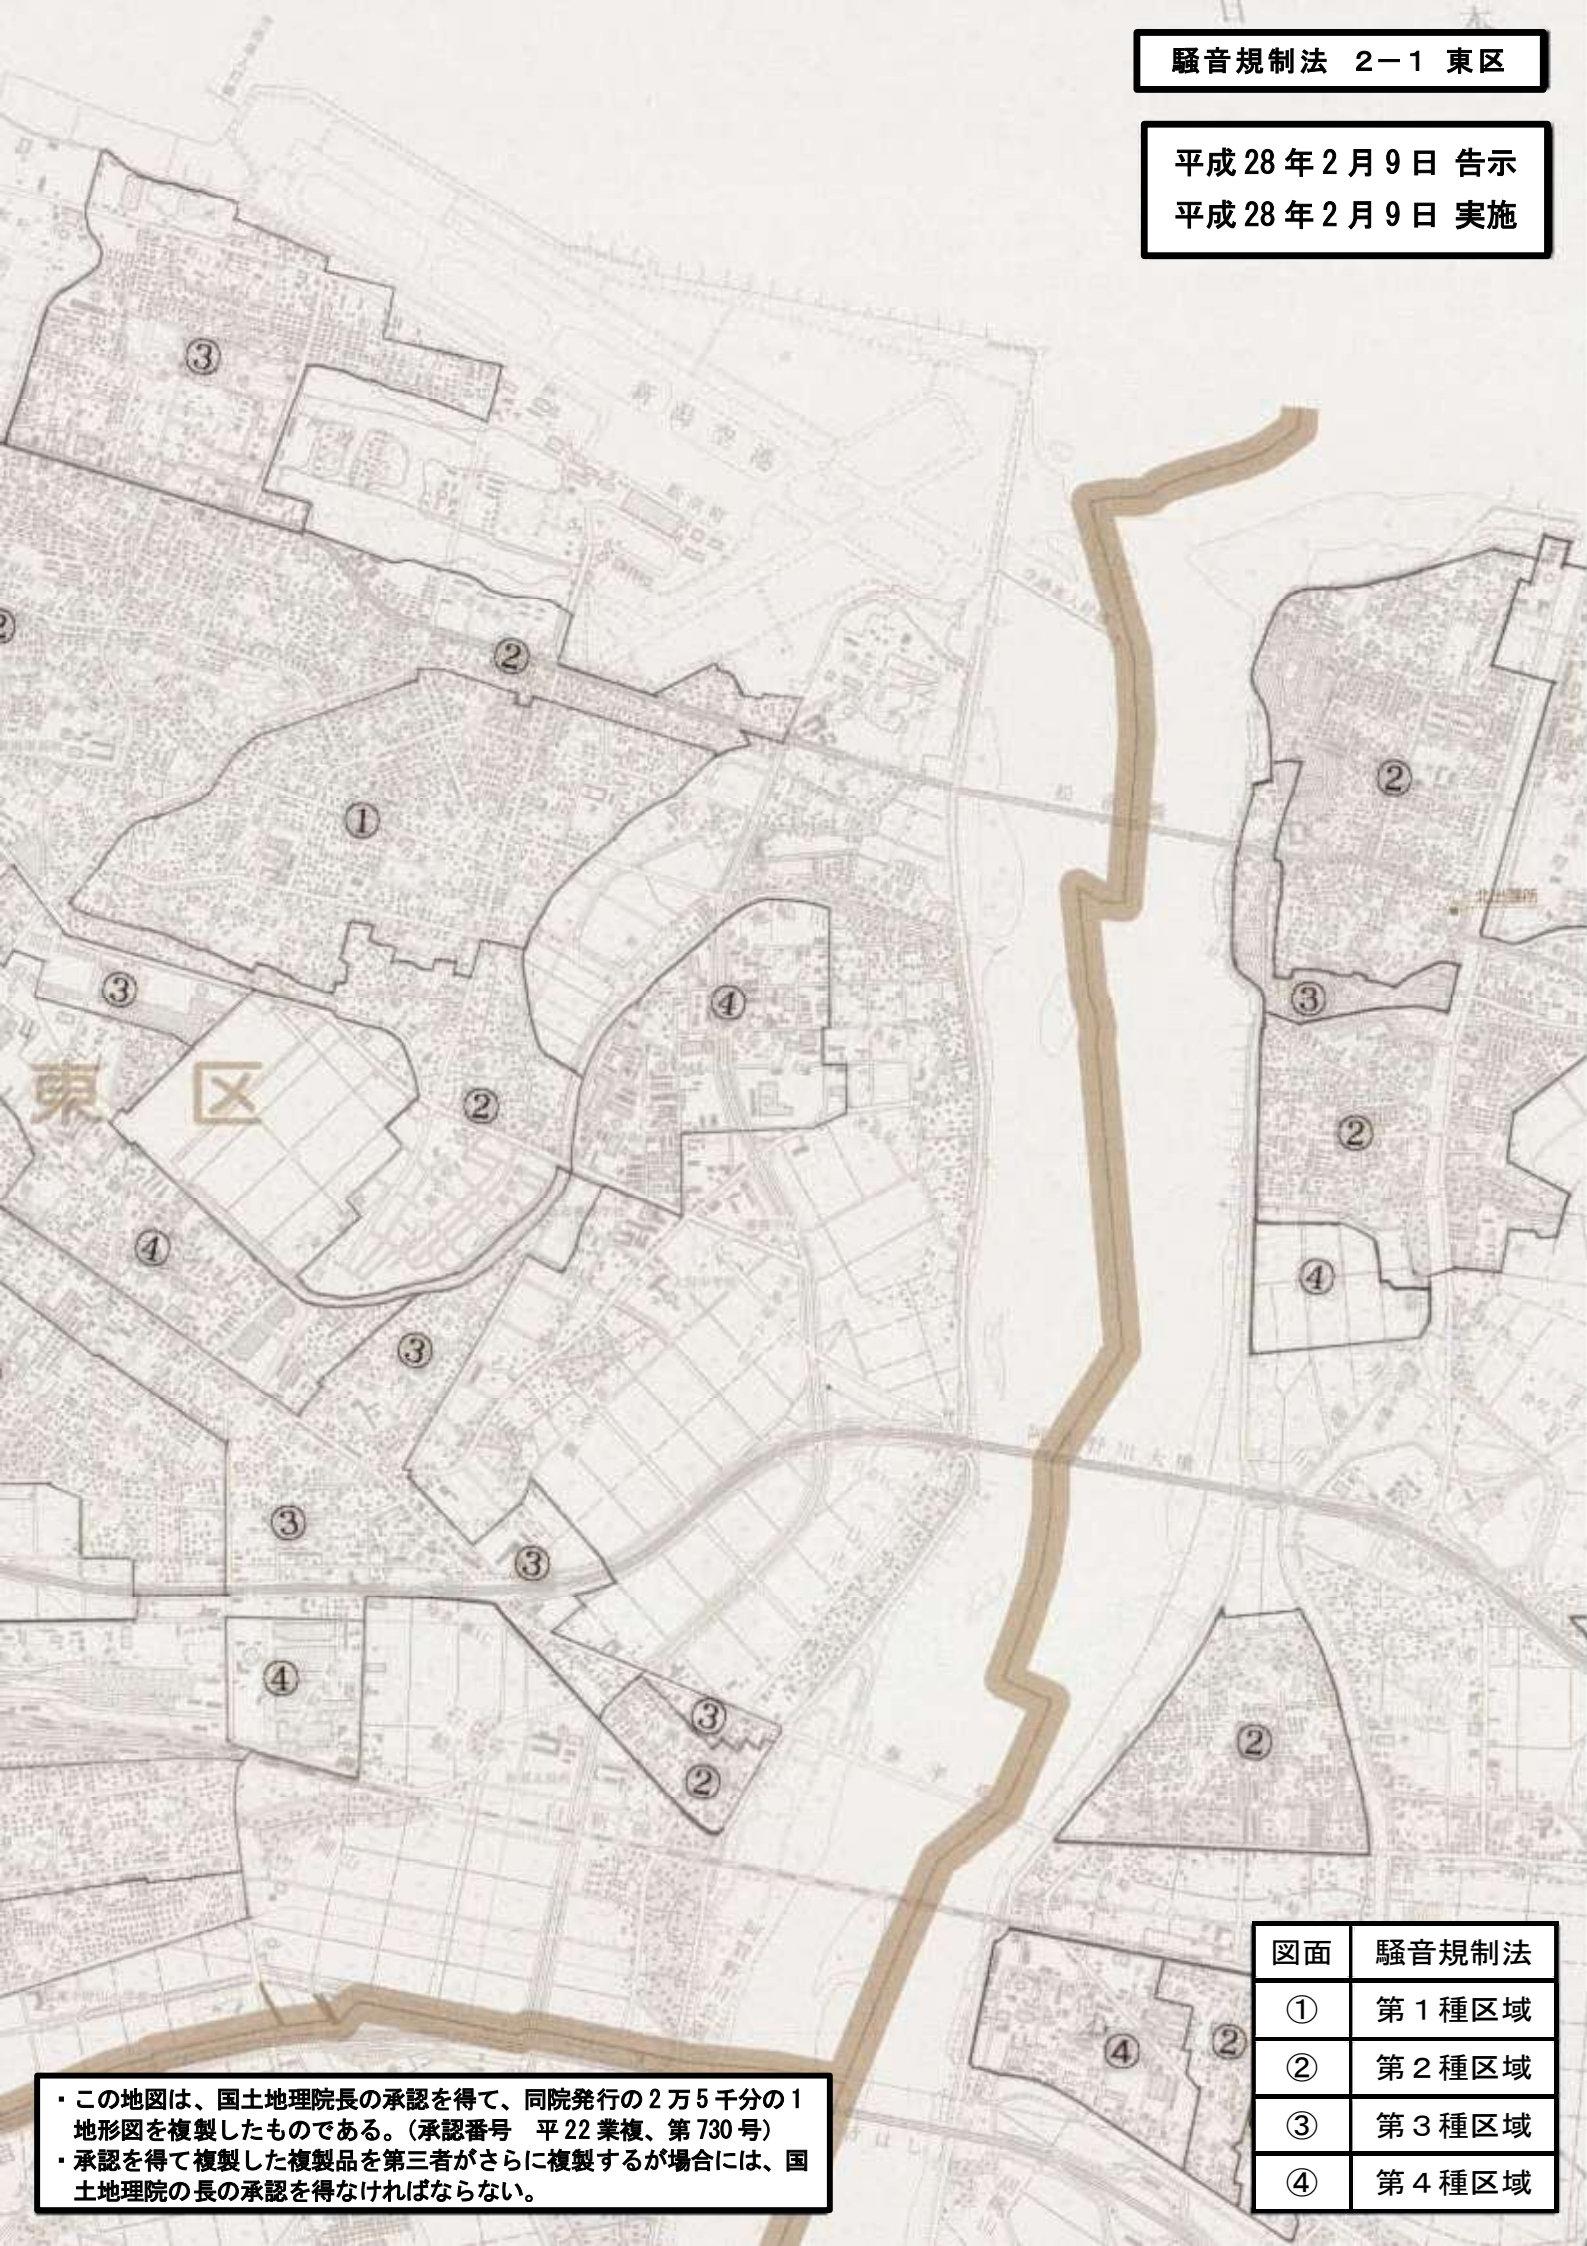 騒音規制法 2－1 東区
平成28年2月9日 告示
平成28年2月9日 実施
③
新潟空港
②
②
②
①
北出張所
③
④
③
東区
②
②
④
④
③
③
③
④
③
②
②
④
②
図面 騒音規制法
① 第1種区域
② 第2種区域
③ 第3種区域
④ 第4種区域
・この地図は、国土地理院長の承認を得て、同院発行の2万5千分の1
地形図を複製したものである。(承認番号 平22業複、第730号)
・承認を得て複製した複製品を第三者がさらに複製するが場合には、国
土地理院の長の承認を得なければならない。